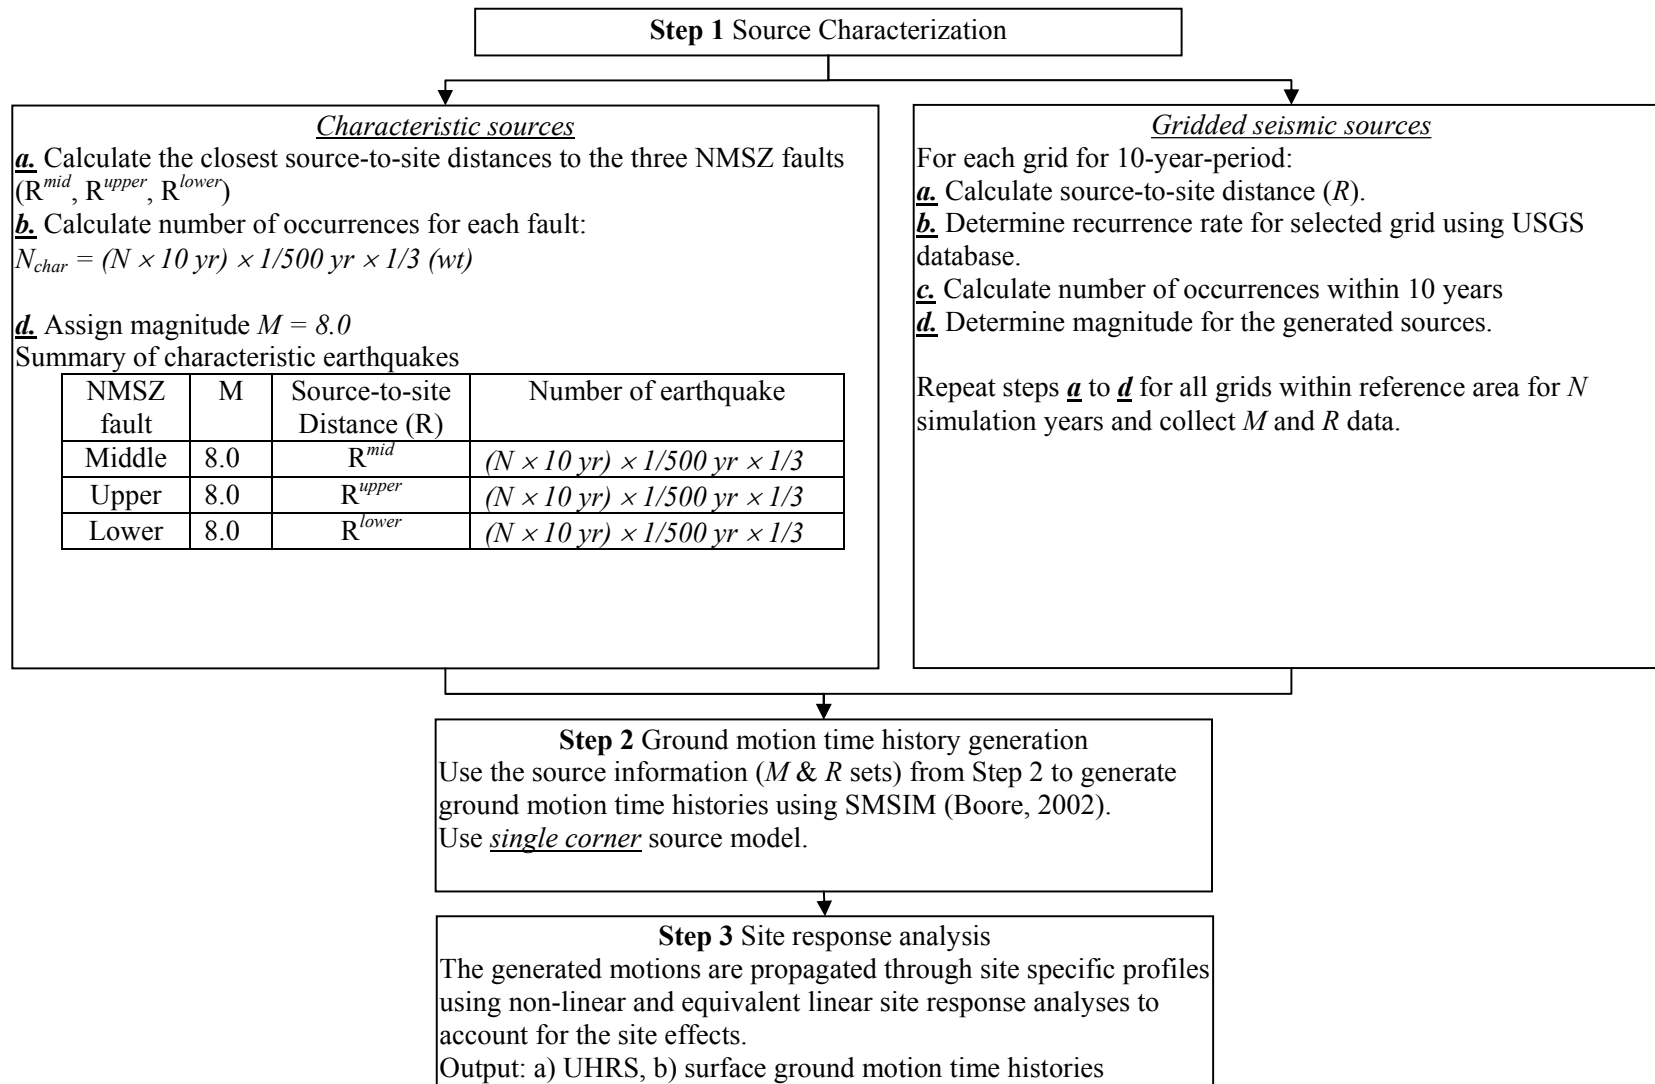 Step 1 Source Characterization
Characteristic sources
a. Calculate the closest source-to-site distances to the three NMSZ faults
(R^mid, R^upper, R^lower)
b. Calculate number of occurrences for each fault:
N_char = (N × 10 yr) × 1/500 yr × 1/3 (wt)
d. Assign magnitude M = 8.0
Summary of characteristic earthquakes
NMSZ fault M Source-to-site Distance (R) Number of earthquake
Middle 8.0 R^mid (N × 10 yr) × 1/500 yr × 1/3
Upper 8.0 R^upper (N × 10 yr) × 1/500 yr × 1/3
Lower 8.0 R^lower (N × 10 yr) × 1/500 yr × 1/3
Gridded seismic sources
For each grid for 10-year-period:
a. Calculate source-to-site distance (R).
b. Determine recurrence rate for selected grid using USGS
database.
c. Calculate number of occurrences within 10 years
d. Determine magnitude for the generated sources.
Repeat steps a to d for all grids within reference area for N
simulation years and collect M and R data.
Step 2 Ground motion time history generation
Use the source information (M & R sets) from Step 2 to generate
ground motion time histories using SMSIM (Boore, 2002).
Use single corner source model.
Step 3 Site response analysis
The generated motions are propagated through site specific profiles
using non-linear and equivalent linear site response analyses to
account for the site effects.
Output: a) UHRS, b) surface ground motion time histories